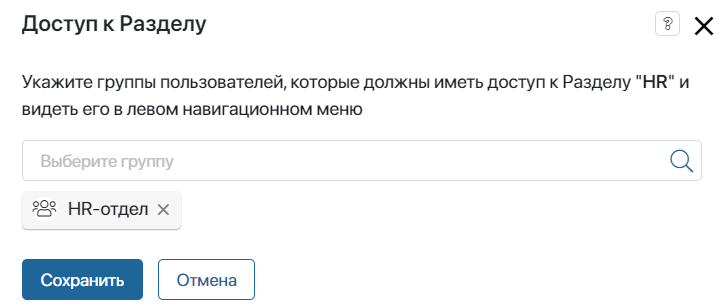 Доступ к Разделу
?
Укажите группы пользователей, которые должны иметь доступ к Разделу "HR" и
видеть его в левом навигационном меню
Выберите группу
HR-отдел
Сохранить
Отмена